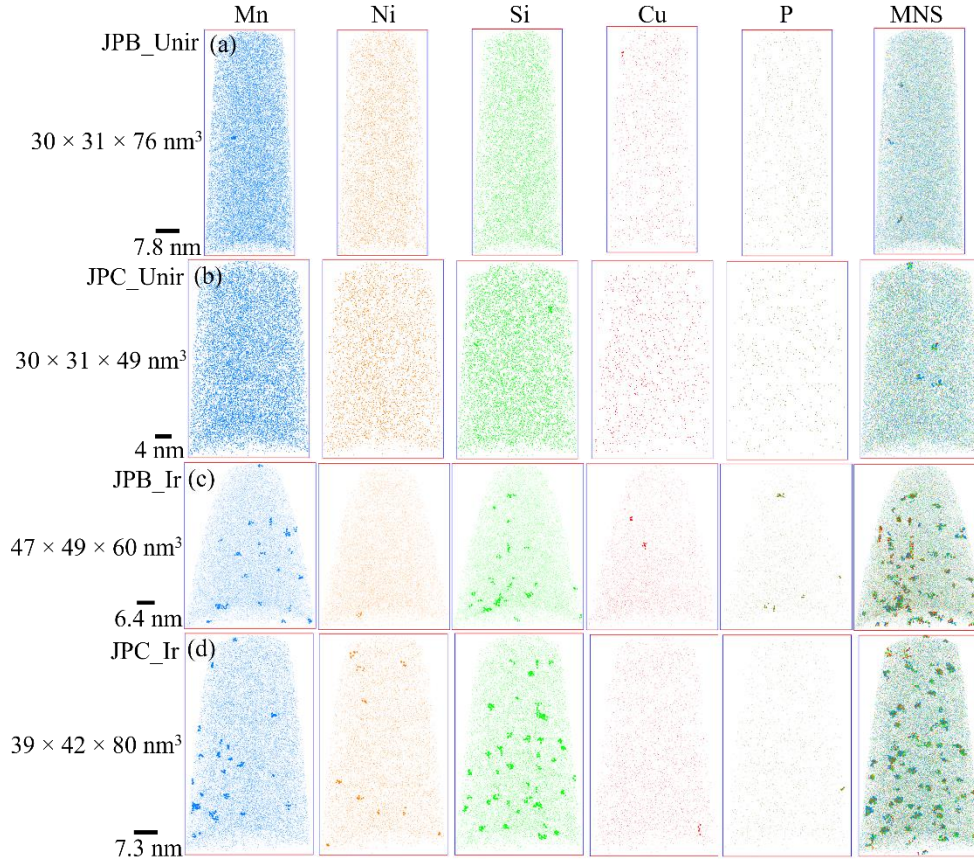 Mn Ni Si Cu P MNS
JPB_Unir (a)
30 × 31 × 76 nm³
7.8 nm
JPC_Unir (b)
30 × 31 × 49 nm³
4 nm
JPB_Ir (c)
47 × 49 × 60 nm³
6.4 nm
JPC_Ir (d)
39 × 42 × 80 nm³
7.3 nm